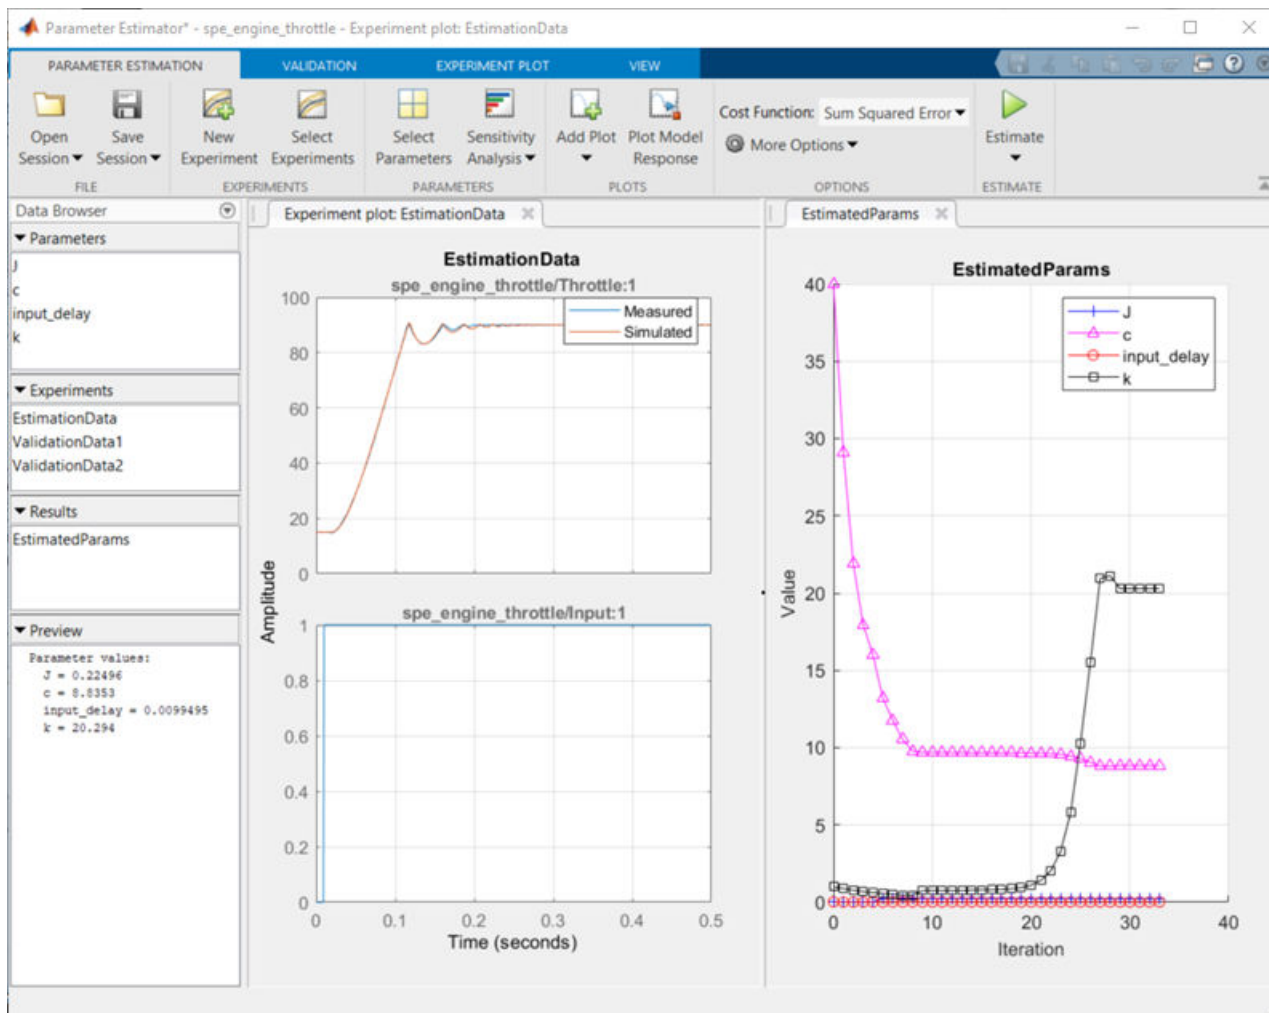 Parameter Estimator* - spe_engine_throttle - Experiment plot: EstimationData
PARAMETER ESTIMATION VALIDATION EXPERIMENT PLOT VIEW
Open Session Save Session New Experiment Select Experiments Select Parameters Sensitivity Analysis Add Plot Plot Model Response Cost Function: Sum Squared Error More Options Estimate
FILE EXPERIMENTS PARAMETERS PLOTS OPTIONS ESTIMATE
Data Browser
Parameters
J
c
input_delay
k
Experiments
EstimationData
ValidationData1
ValidationData2
Results
EstimatedParams
Preview
Parameter values:
J = 0.22496
c = 8.8353
input_delay = 0.0099495
k = 20.294
Experiment plot: EstimationData
EstimationData
spe_engine_throttle/Throttle:1
Measured
Simulated
100
80
60
40
20
0
Amplitude
spe_engine_throttle/Input:1
1
0.8
0.6
0.4
0.2
0
0 0.1 0.2 0.3 0.4 0.5
Time (seconds)
EstimatedParams
EstimatedParams
J
c
input_delay
k
40
35
30
25
20
15
10
5
0
Value
0 10 20 30 40
Iteration